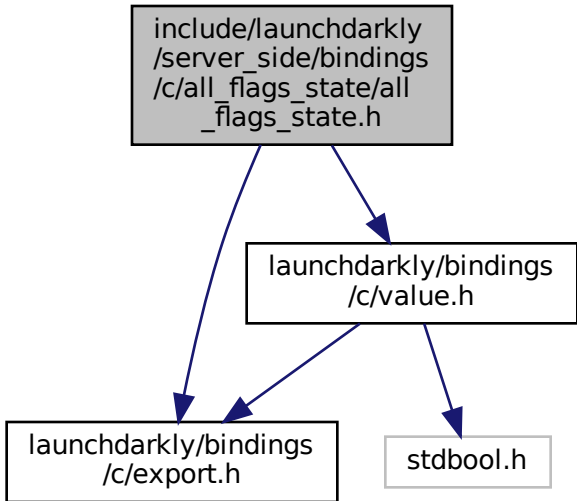 include/launchdarkly
/server_side/bindings
/c/all_flags_state/all
_flags_state.h
launchdarkly/bindings
/c/value.h
launchdarkly/bindings
/c/export.h
stdbool.h